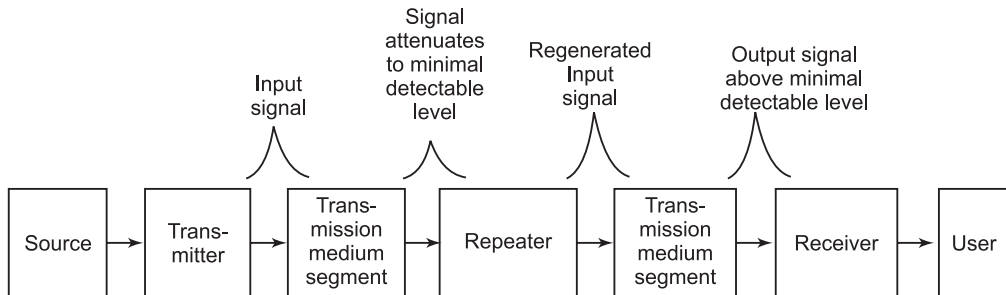 Input
signal
Signal
attenuates
to minimal
detectable
level
Regenerated
Input
signal
Output signal
above minimal
detectable level
Source
Trans-
mitter
Trans-
mission
medium
segment
Repeater
Trans-
mission
medium
segment
Receiver
User